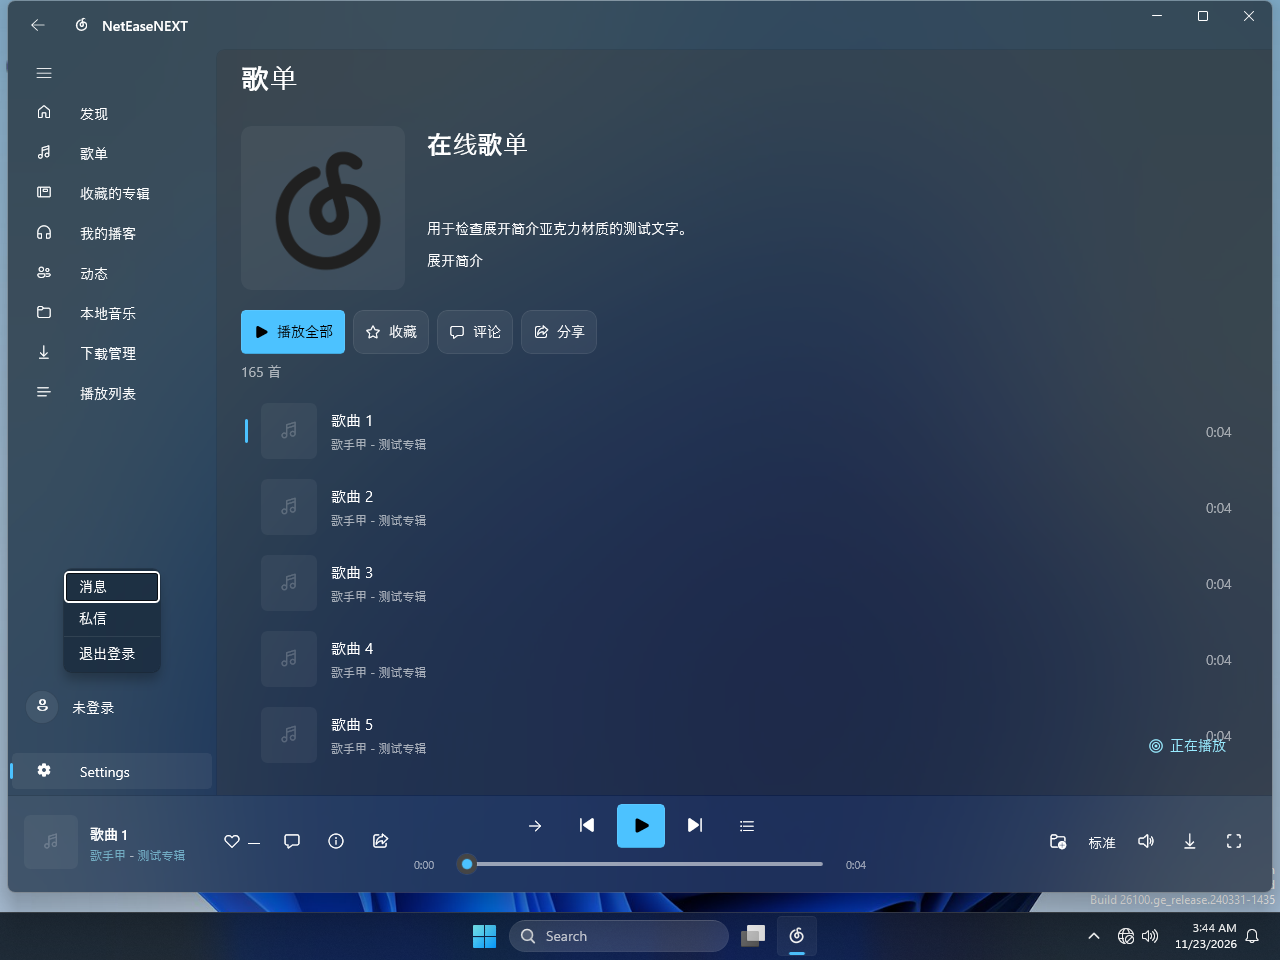 NetEaseNEXT
发现
歌单
收藏的专辑
我的播客
动态
本地音乐
下载管理
播放列表
消息
私信
退出登录
未登录
Settings
歌单
在线歌单
用于检查展开简介亚克力材质的测试文字。
展开简介
播放全部
收藏
评论
分享
165 首
歌曲 1
歌手甲 - 测试专辑
0:04
歌曲 2
歌手甲 - 测试专辑
0:04
歌曲 3
歌手甲 - 测试专辑
0:04
歌曲 4
歌手甲 - 测试专辑
0:04
歌曲 5
歌手甲 - 测试专辑
0:04
正在播放
歌曲 1
歌手甲 - 测试专辑
0:00
0:04
标准
Build 26100.ge_release.240331-1435
Search
3:44 AM
11/23/2026